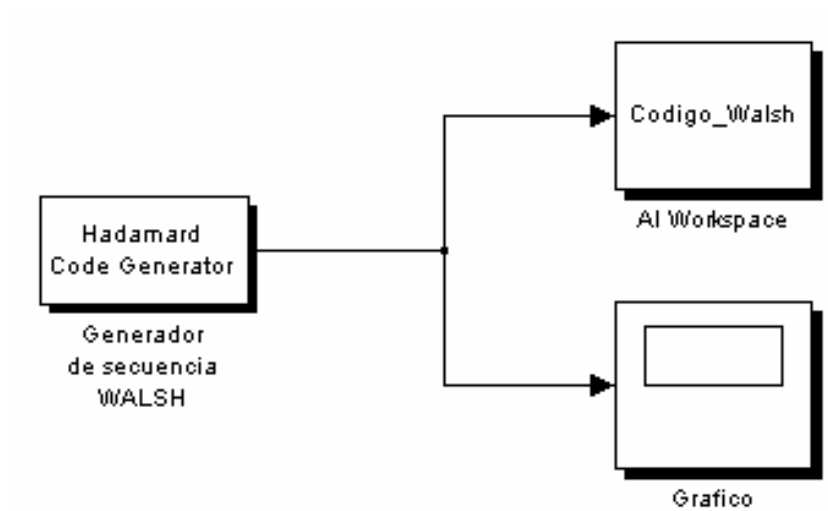 Hadamard
Code Generator
Generador
de secuencia
WALSH
Codigo_Walsh
Al Workspace
Grafico